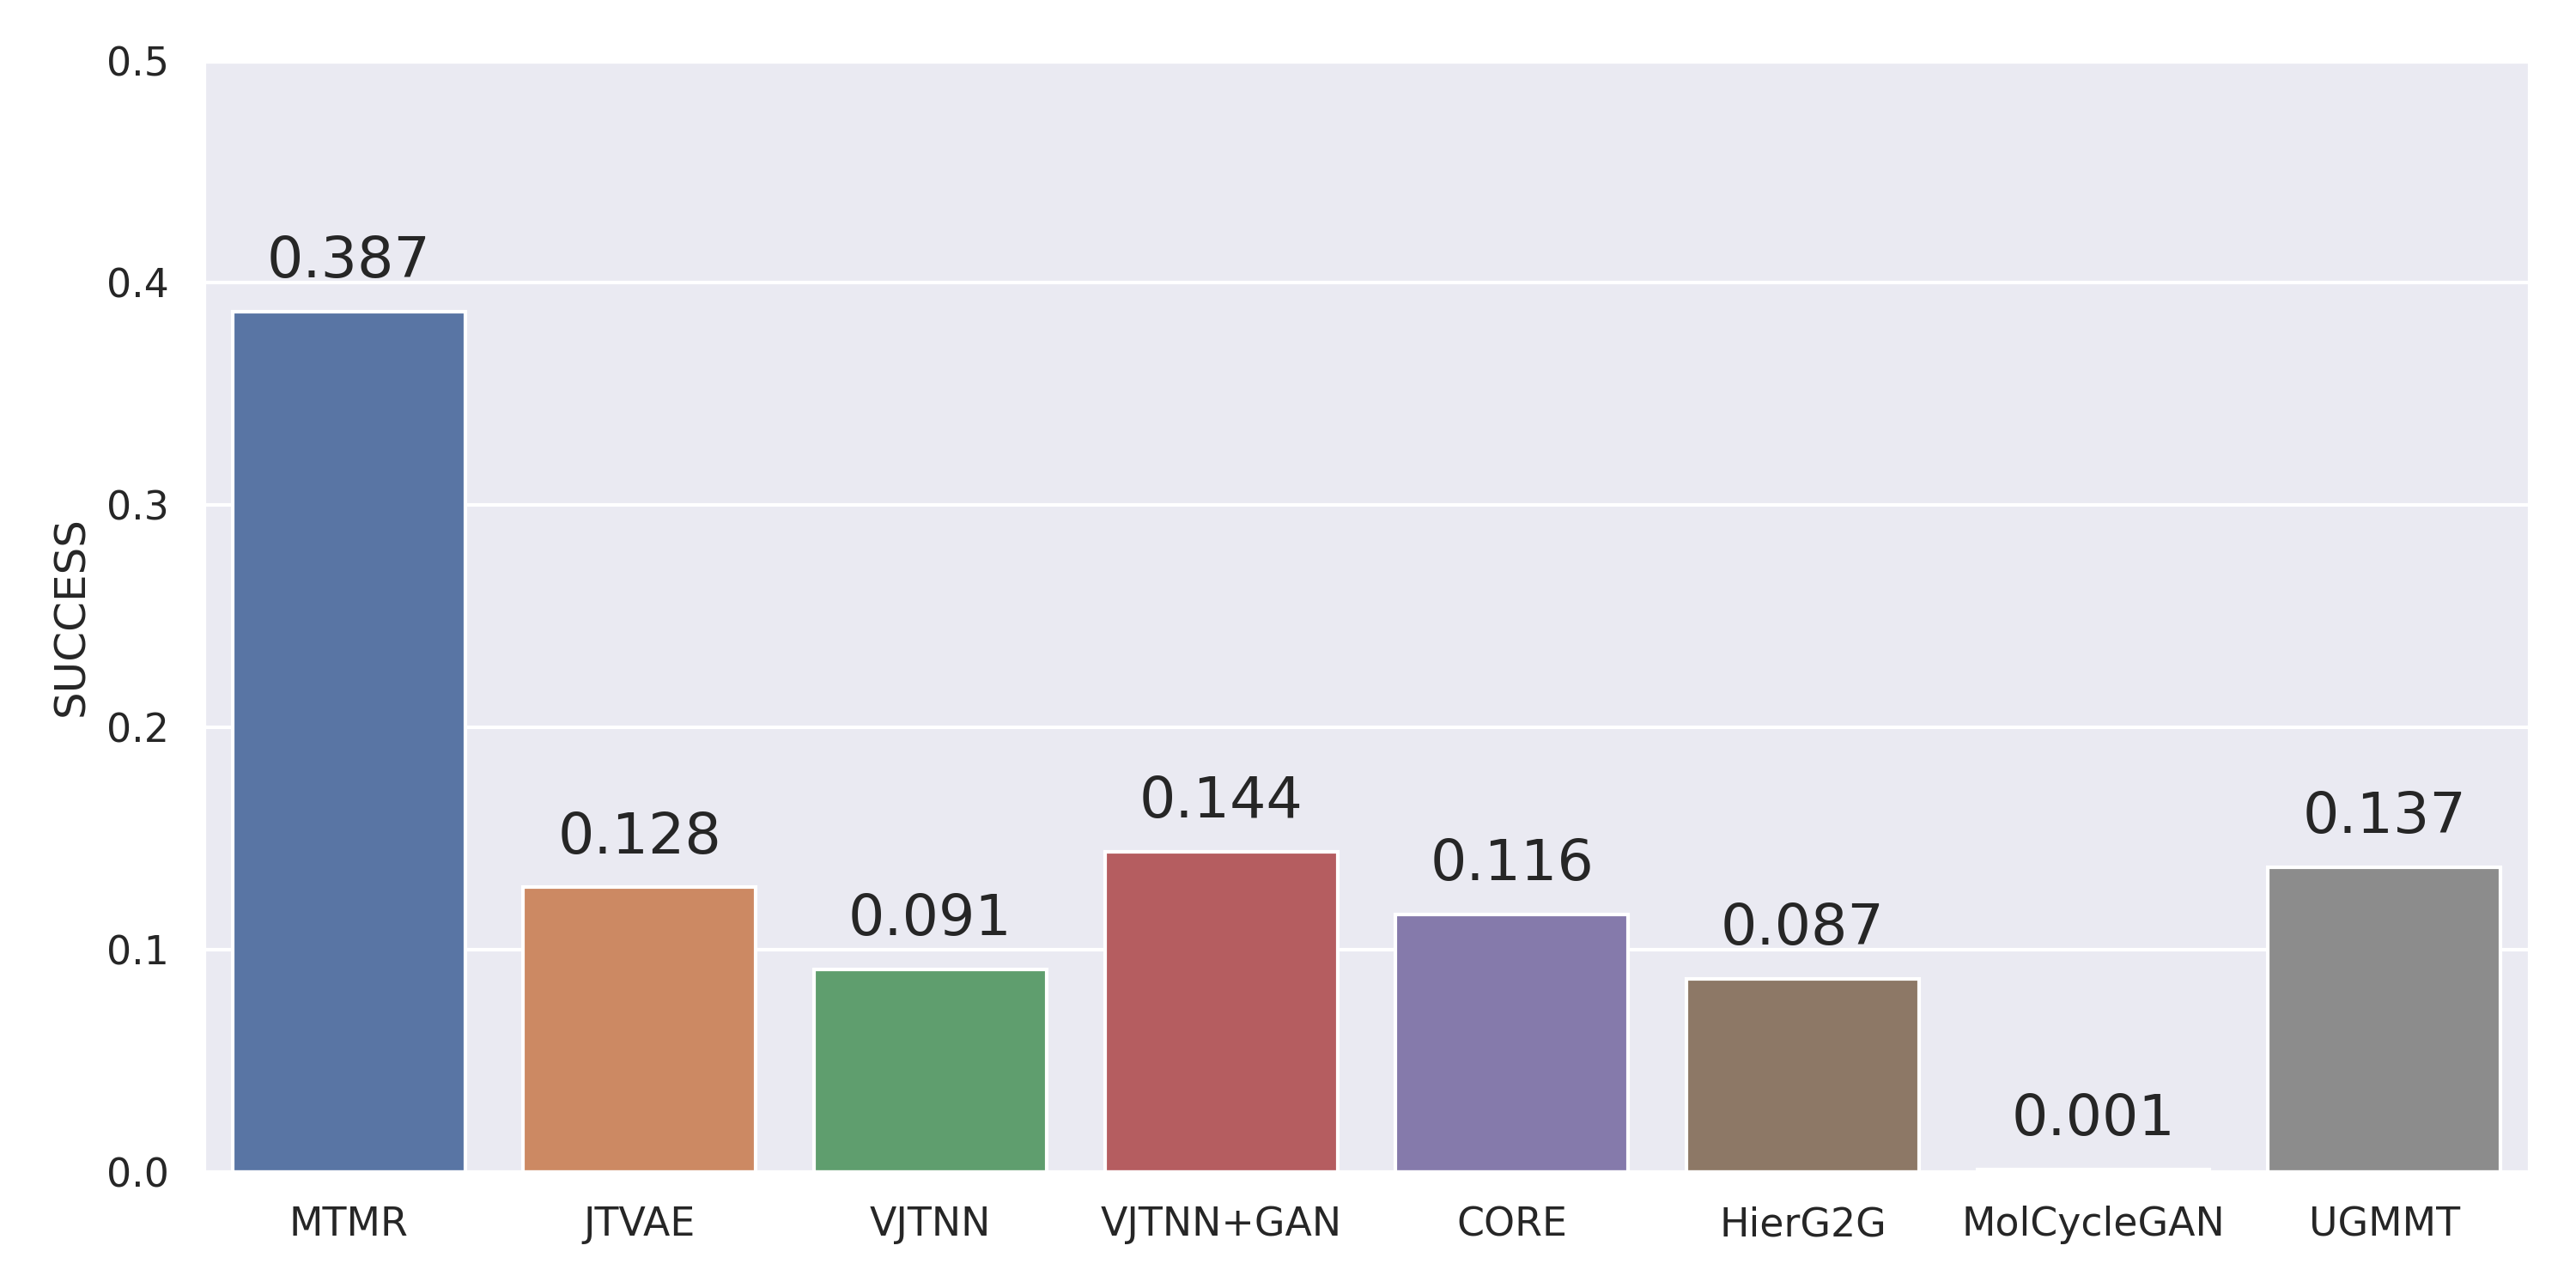 0.5
0.4
0.3
0.2
0.1
0.0
SUCCESS
0.387
0.128
0.091
0.144
0.116
0.087
0.001
0.137
MTMR
JTVAE
VJTNN
VJTNN+GAN
CORE
HierG2G
MolCycleGAN
UGMMT